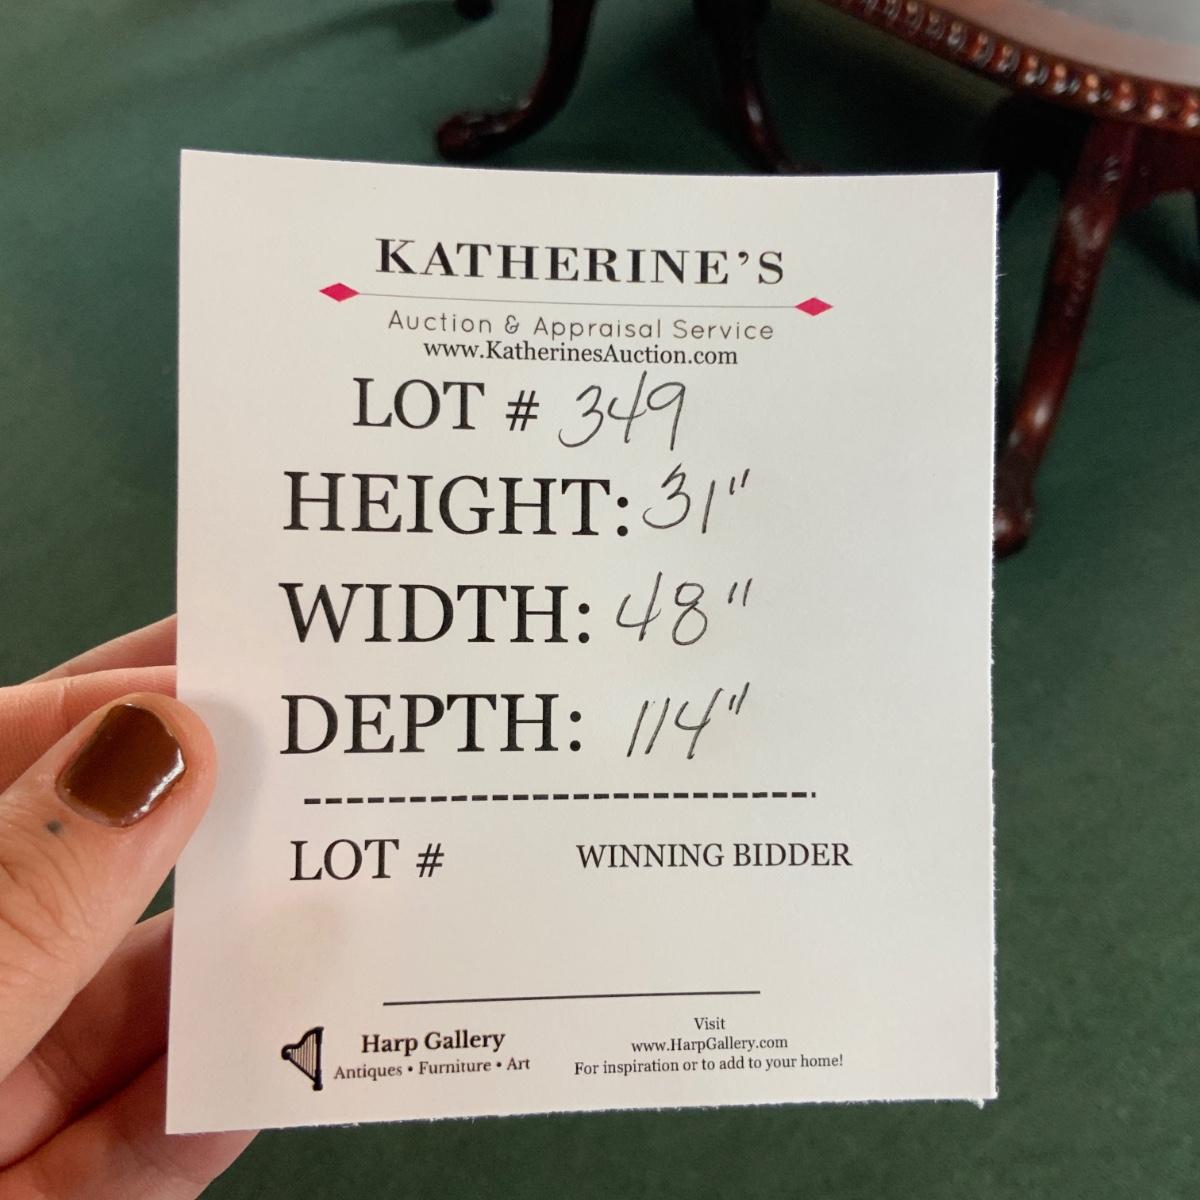 KATHERINE'S
Auction & Appraisal Service
www.KatherinesAuction.com
LOT # 349
HEIGHT: 31"
WIDTH: 48"
DEPTH: 114"
LOT # WINNING BIDDER
Harp Gallery
Antiques • Furniture • Art
Visit
www.HarpGallery.com
For inspiration or to add to your home!